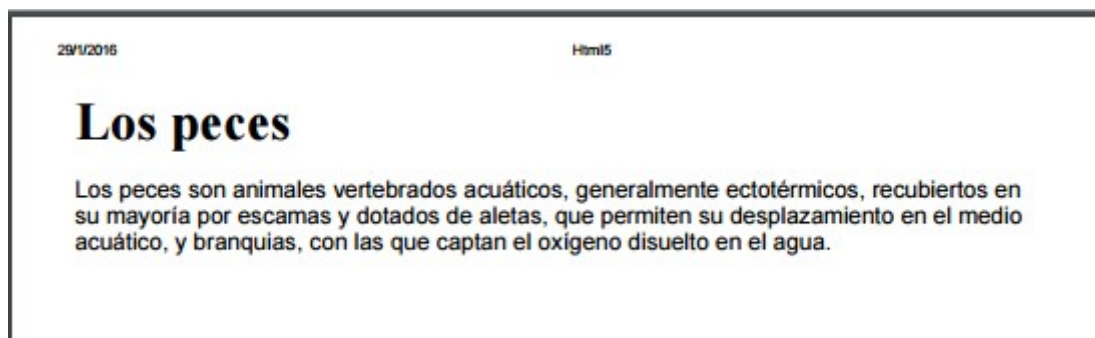 29/1/2016 Html5
Los peces
Los peces son animales vertebrados acuáticos, generalmente ectotérmicos, recubiertos en
su mayoría por escamas y dotados de aletas, que permiten su desplazamiento en el medio
acuático, y branquias, con las que captan el oxígeno disuelto en el agua.